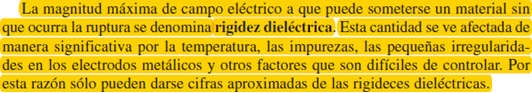 La magnitud máxima de campo eléctrico a que puede someterse un material sin
que ocurra la ruptura se denomina rigidez dieléctrica. Esta cantidad se ve afectada de
manera significativa por la temperatura, las impurezas, las pequeñas irregularida-
des en los electrodos metálicos y otros factores que son difíciles de controlar. Por
esta razón sólo pueden darse cifras aproximadas de las rigideces dieléctricas.